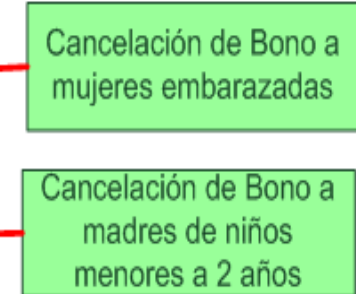 Cancelación de Bono a
mujeres embarazadas
Cancelación de Bono a
madres de niños
menores a 2 años